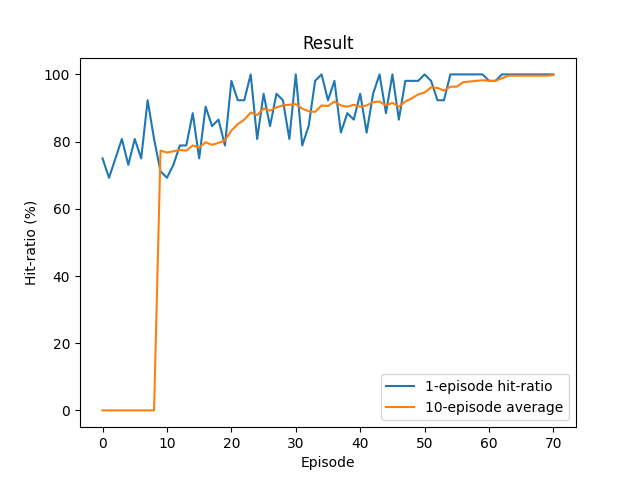 Result
Hit-ratio (%)
100
80
60
40
20
0
0 10 20 30 40 50 60 70
Episode
1-episode hit-ratio
10-episode average